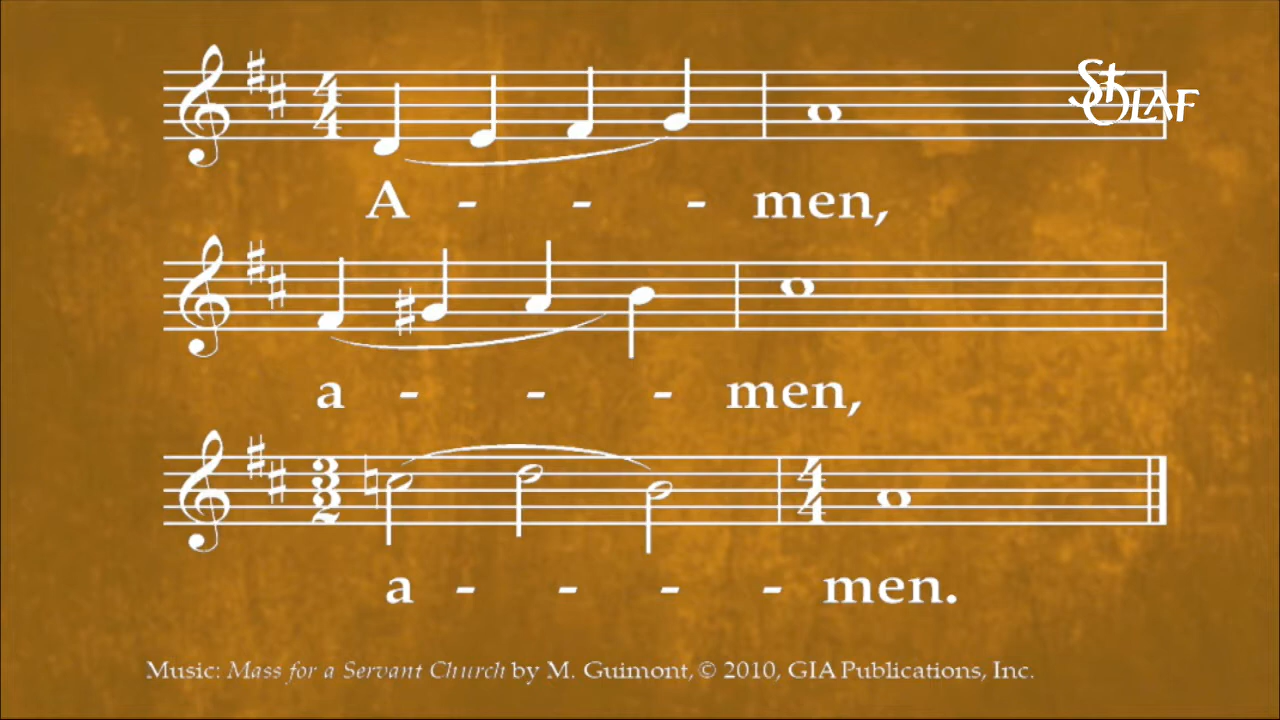 St OLAF
A - - - men,
a - - - men,
a - - - - men.
Music: Mass for a Servant Church by M. Guimont, © 2010, GIA Publications, Inc.